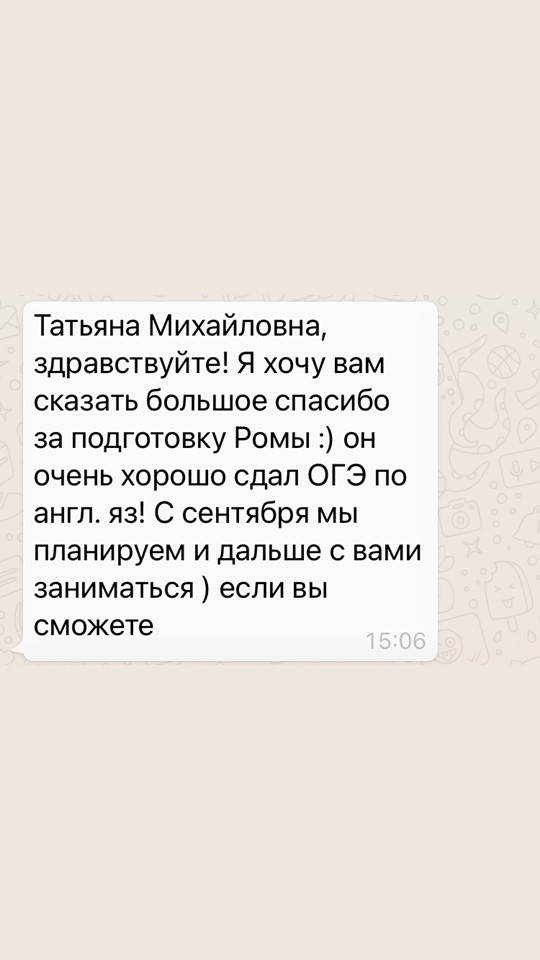 Татьяна Михайловна,
здравствуйте! Я хочу вам
сказать большое спасибо
за подготовку Ромы :) он
очень хорошо сдал ОГЭ по
англ. яз! С сентября мы
планируем и дальше с вами
заниматься ) если вы
сможете
15:06